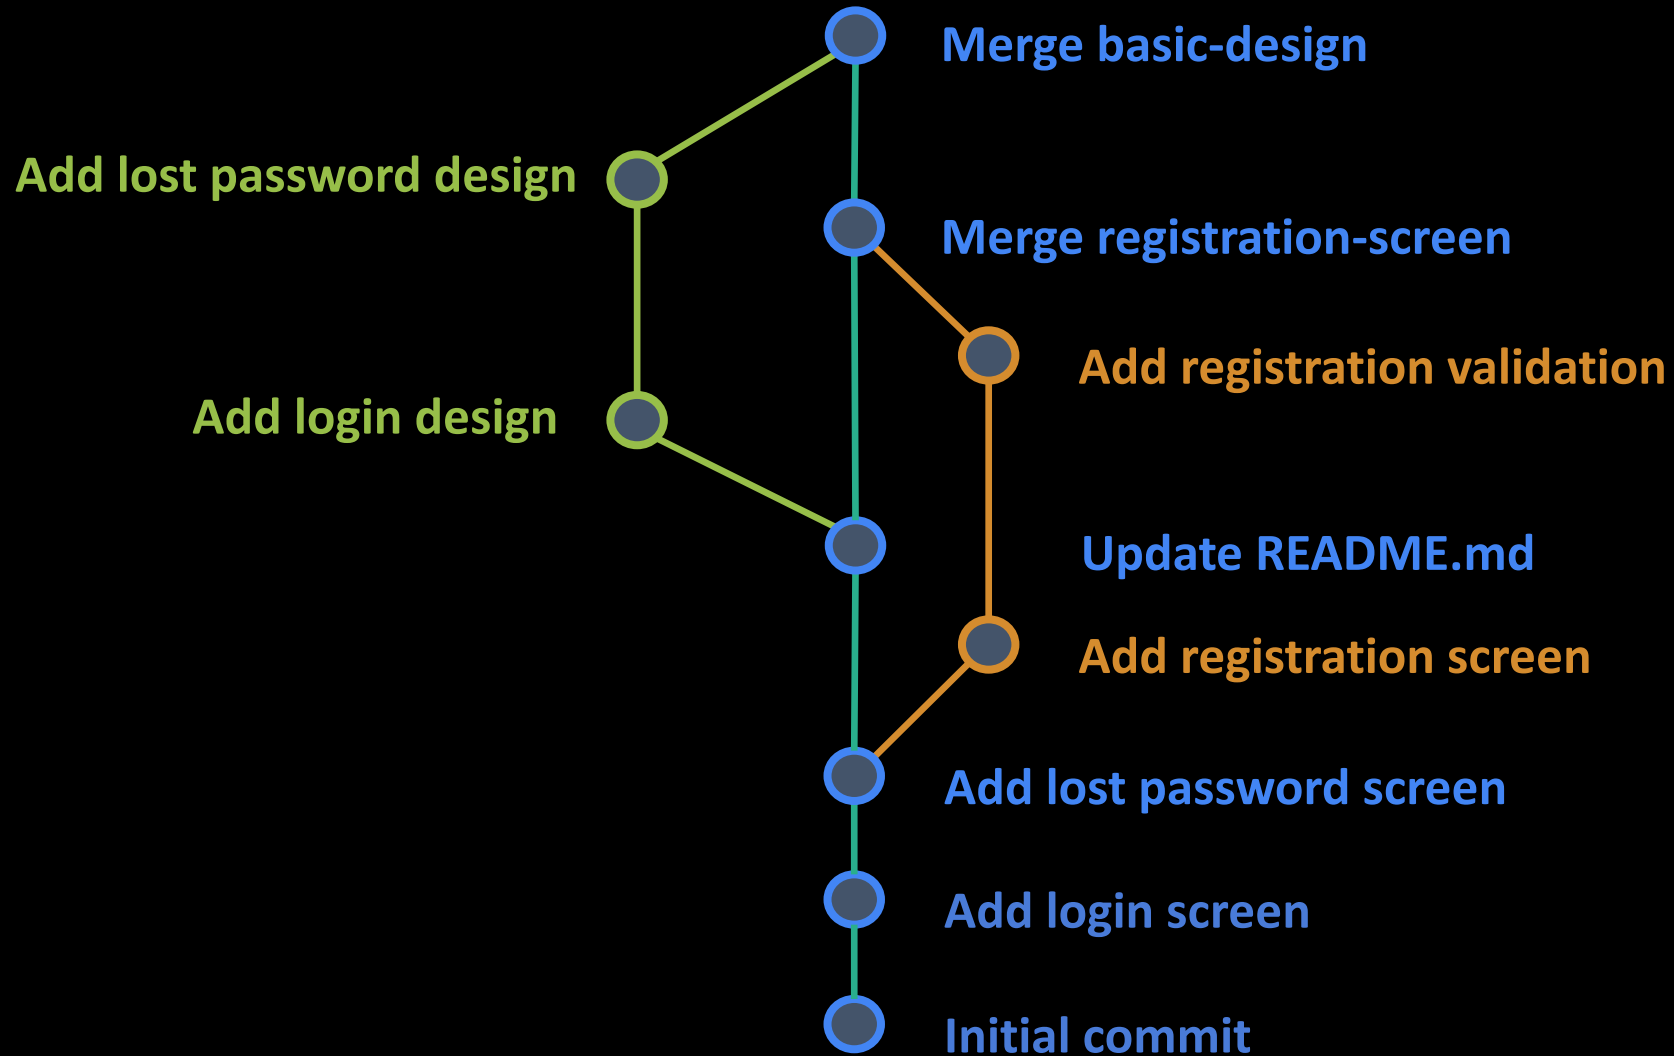 Merge basic-design
Add lost password design
Merge registration-screen
Add registration validation
Add login design
Update README.md
Add registration screen
Add lost password screen
Add login screen
Initial commit